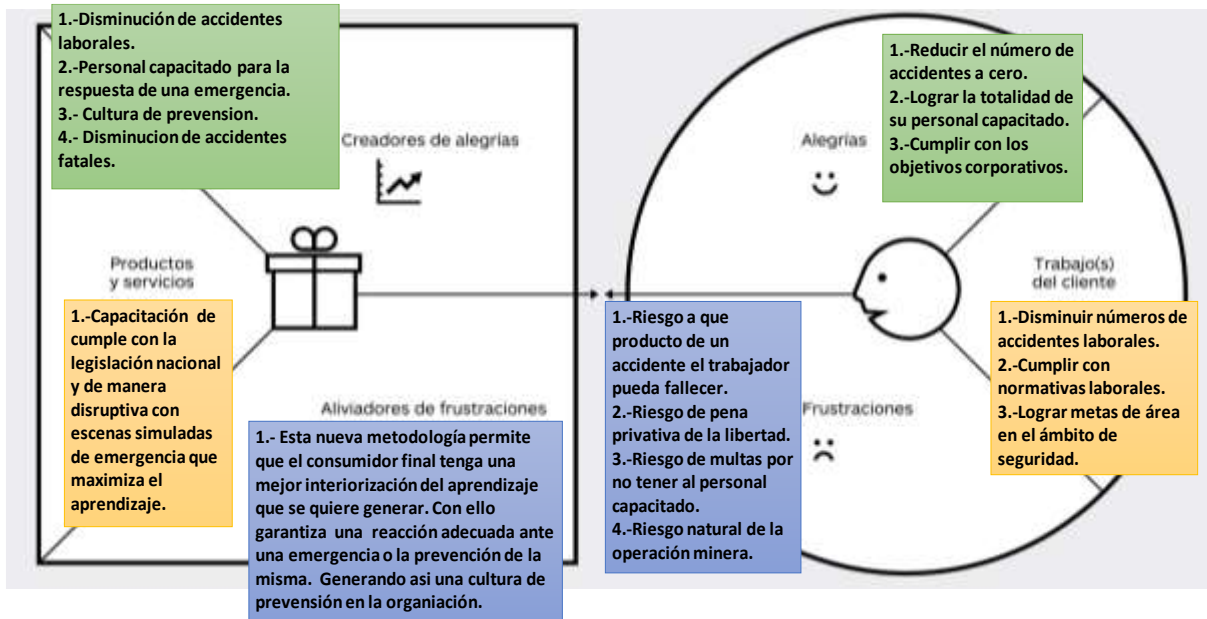 1.-Disminución de accidentes
laborales.
2.-Personal capacitado para la
respuesta de una emergencia.
3.- Cultura de prevension.
4.- Disminucion de accidentes
fatales.
Creadores de alegrías
Productos
y servicios
1.-Capacitación de
cumple con la
legislación nacional
y de manera
disruptiva con
escenas simuladas
de emergencia que
maximiza el
aprendizaje.
Aliviadores de frustraciones
1.- Esta nueva metodología permite
que el consumidor final tenga una
mejor interiorización del aprendizaje
que se quiere generar. Con ello
garantiza una reacción adecuada ante
una emergencia o la prevención de la
misma. Generando asi una cultura de
prevensión en la organiación.
1.-Reducir el número de
accidentes a cero.
2.-Lograr la totalidad de
su personal capacitado.
3.-Cumplir con los
objetivos corporativos.
Alegrías
Trabajo(s)
del cliente
1.-Disminuir números de
accidentes laborales.
2.-Cumplir con
normativas laborales.
3.-Lograr metas de área
en el ámbito de
seguridad.
1.-Riesgo a que
producto de un
accidente el trabajador
pueda fallecer.
2.-Riesgo de pena
privativa de la libertad.
3.-Riesgo de multas por
no tener al personal
capacitado.
4.-Riesgo natural de la
operación minera.
Frustraciones